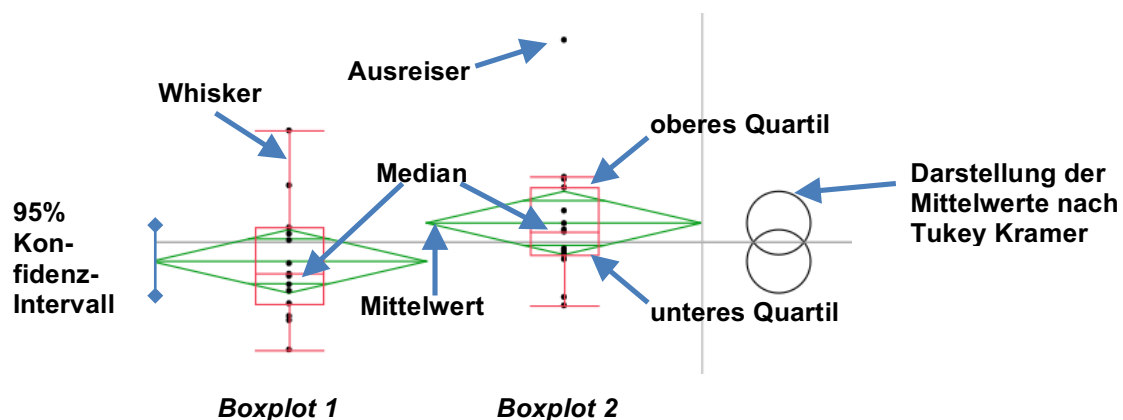 Ausreiser
Whisker
oberes Quartil
Median
Darstellung der
Mittelwerte nach
Tukey Kramer
95%
Kon-
fidenz-
Intervall
Mittelwert
unteres Quartil
Boxplot 1
Boxplot 2